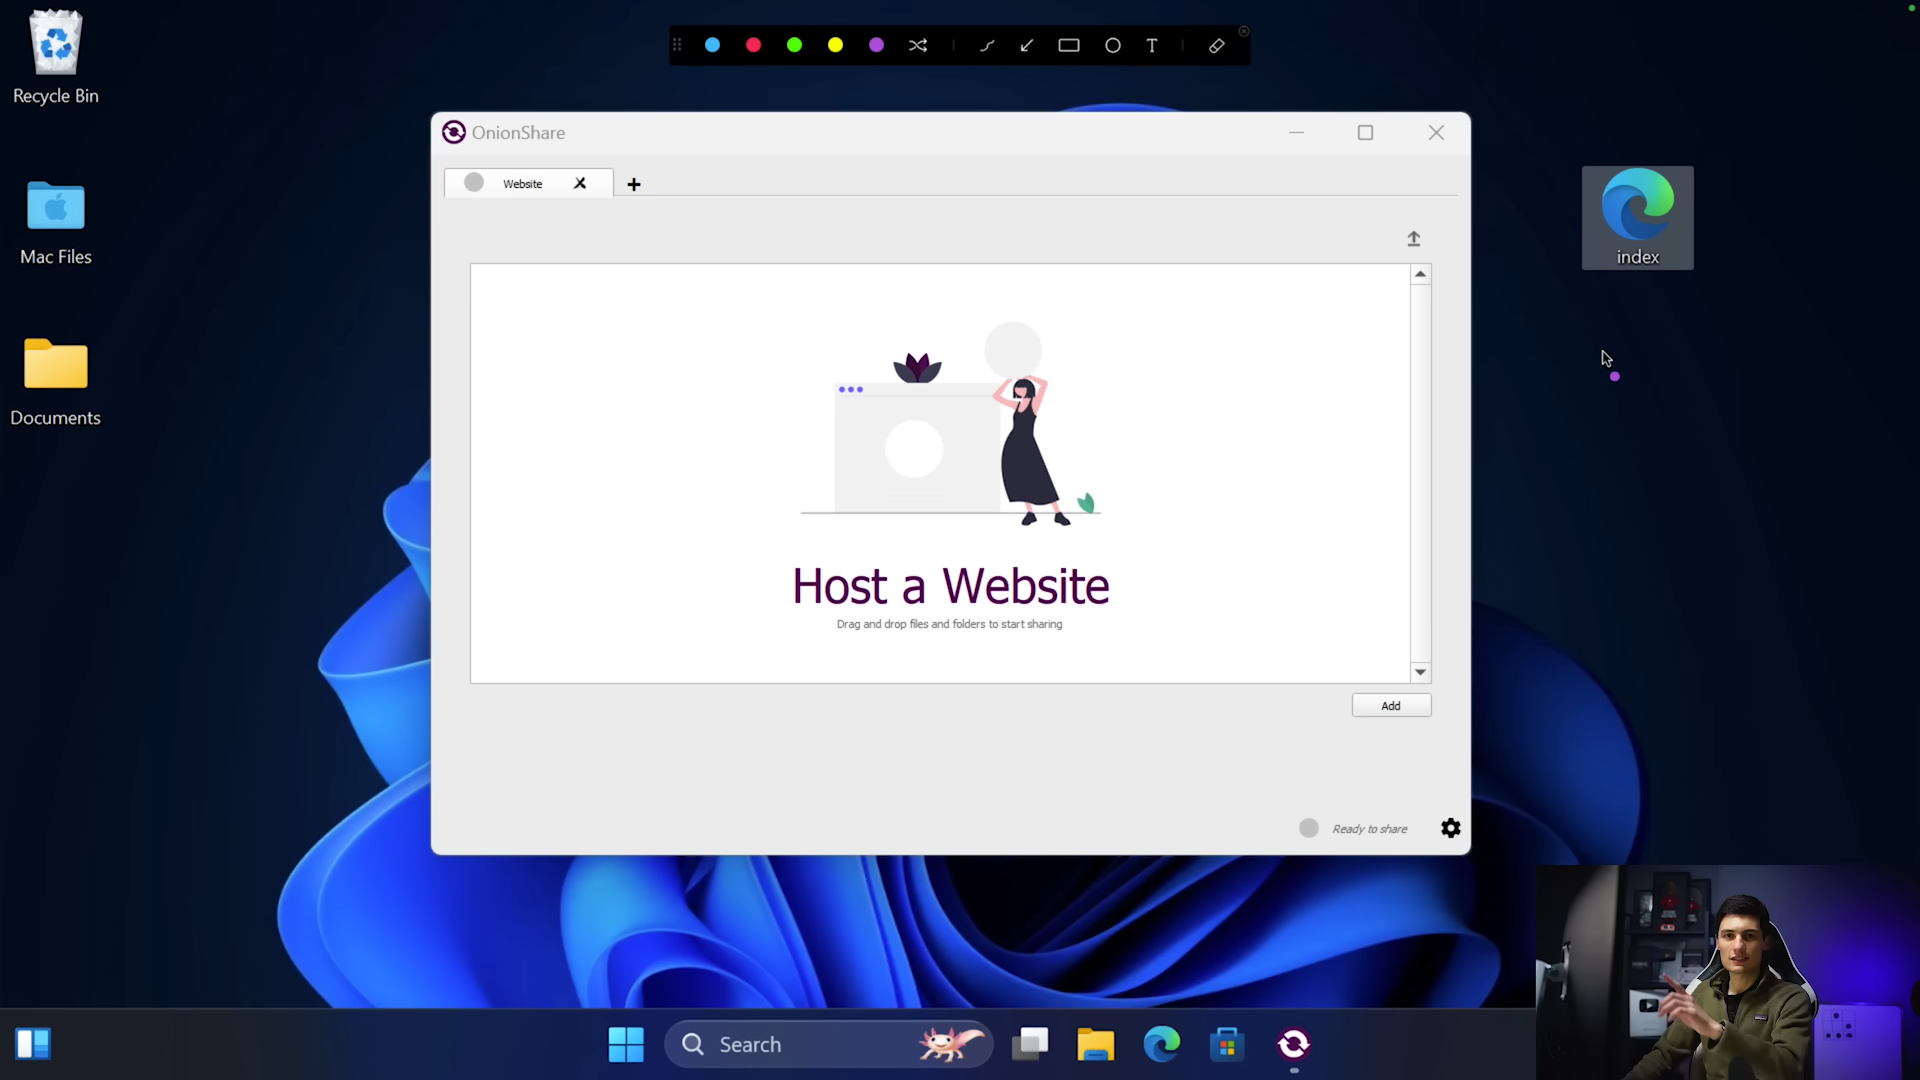 Recycle Bin
Mac Files
Documents
T
OnionShare
Website
Host a Website
Drag and drop files and folders to start sharing
Add
Ready to share
index
Search